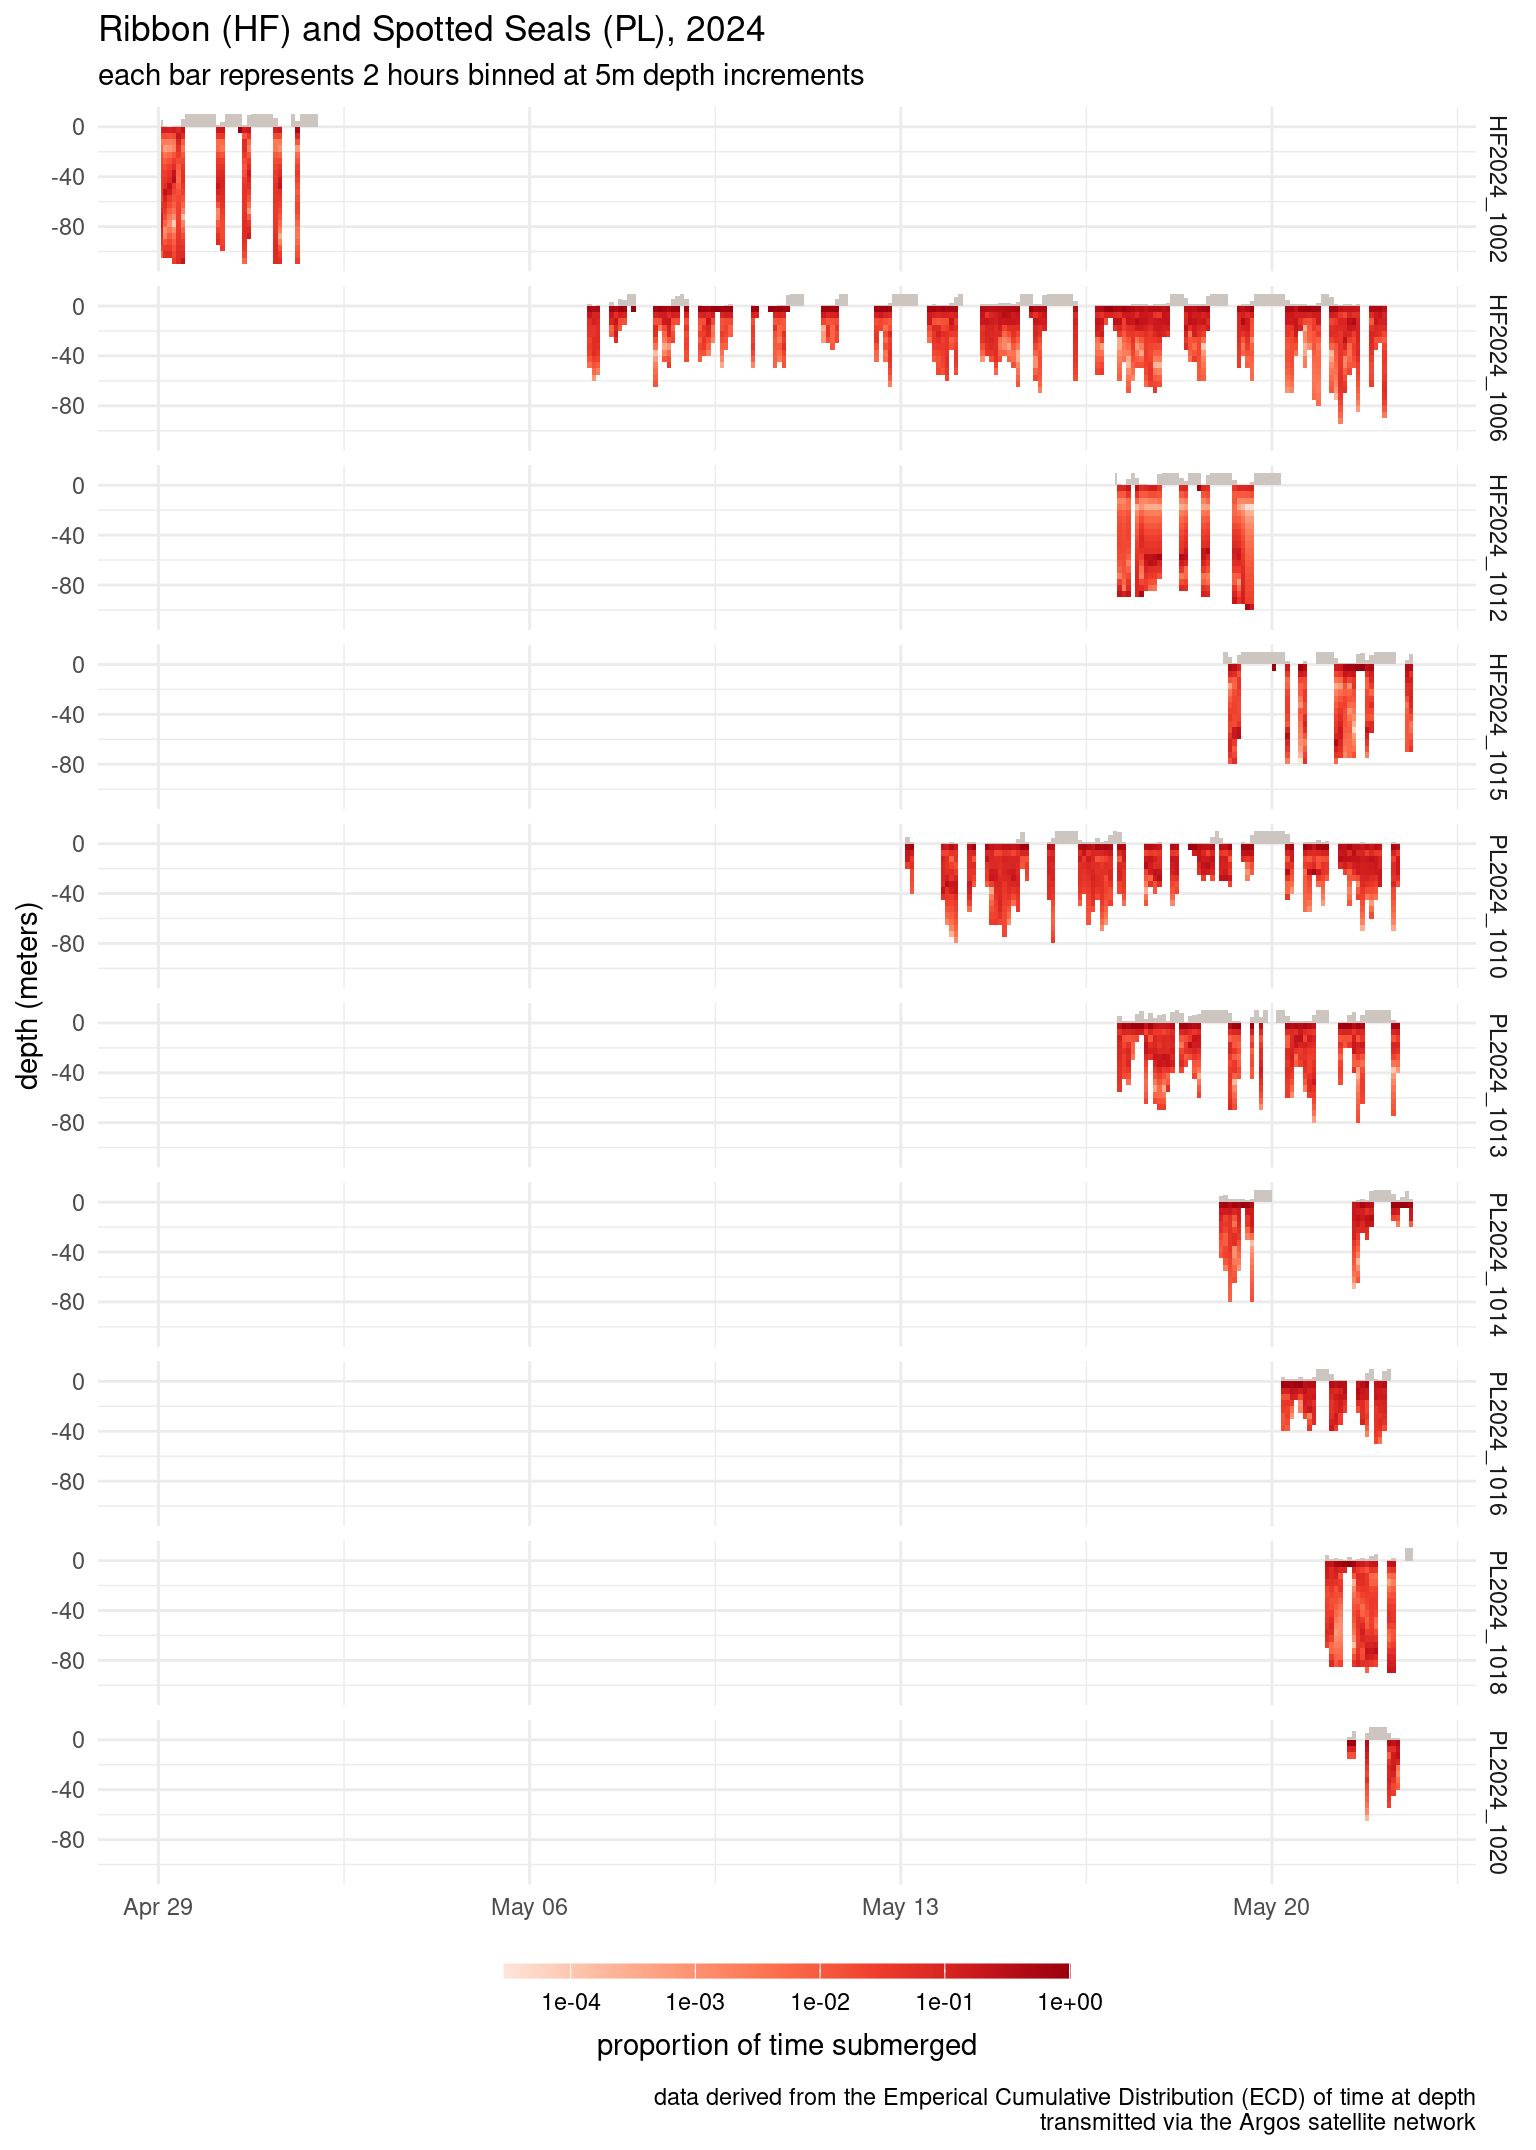 Ribbon (HF) and Spotted Seals (PL), 2024
each bar represents 2 hours binned at 5m depth increments
0
-40
-80
HF2024_1002
0
-40
-80
HF2024_1006
0
-40
-80
HF2024_1012
0
-40
-80
HF2024_1015
0
-40
-80
PL2024_1010
depth (meters)
0
-40
-80
PL2024_1013
0
-40
-80
PL2024_1014
0
-40
-80
PL2024_1016
0
-40
-80
PL2024_1018
0
-40
-80
PL2024_1020
Apr 29 May 06 May 13 May 20
1e-04 1e-03 1e-02 1e-01 1e+00
proportion of time submerged
data derived from the Emperical Cumulative Distribution (ECD) of time at depth
transmitted via the Argos satellite network